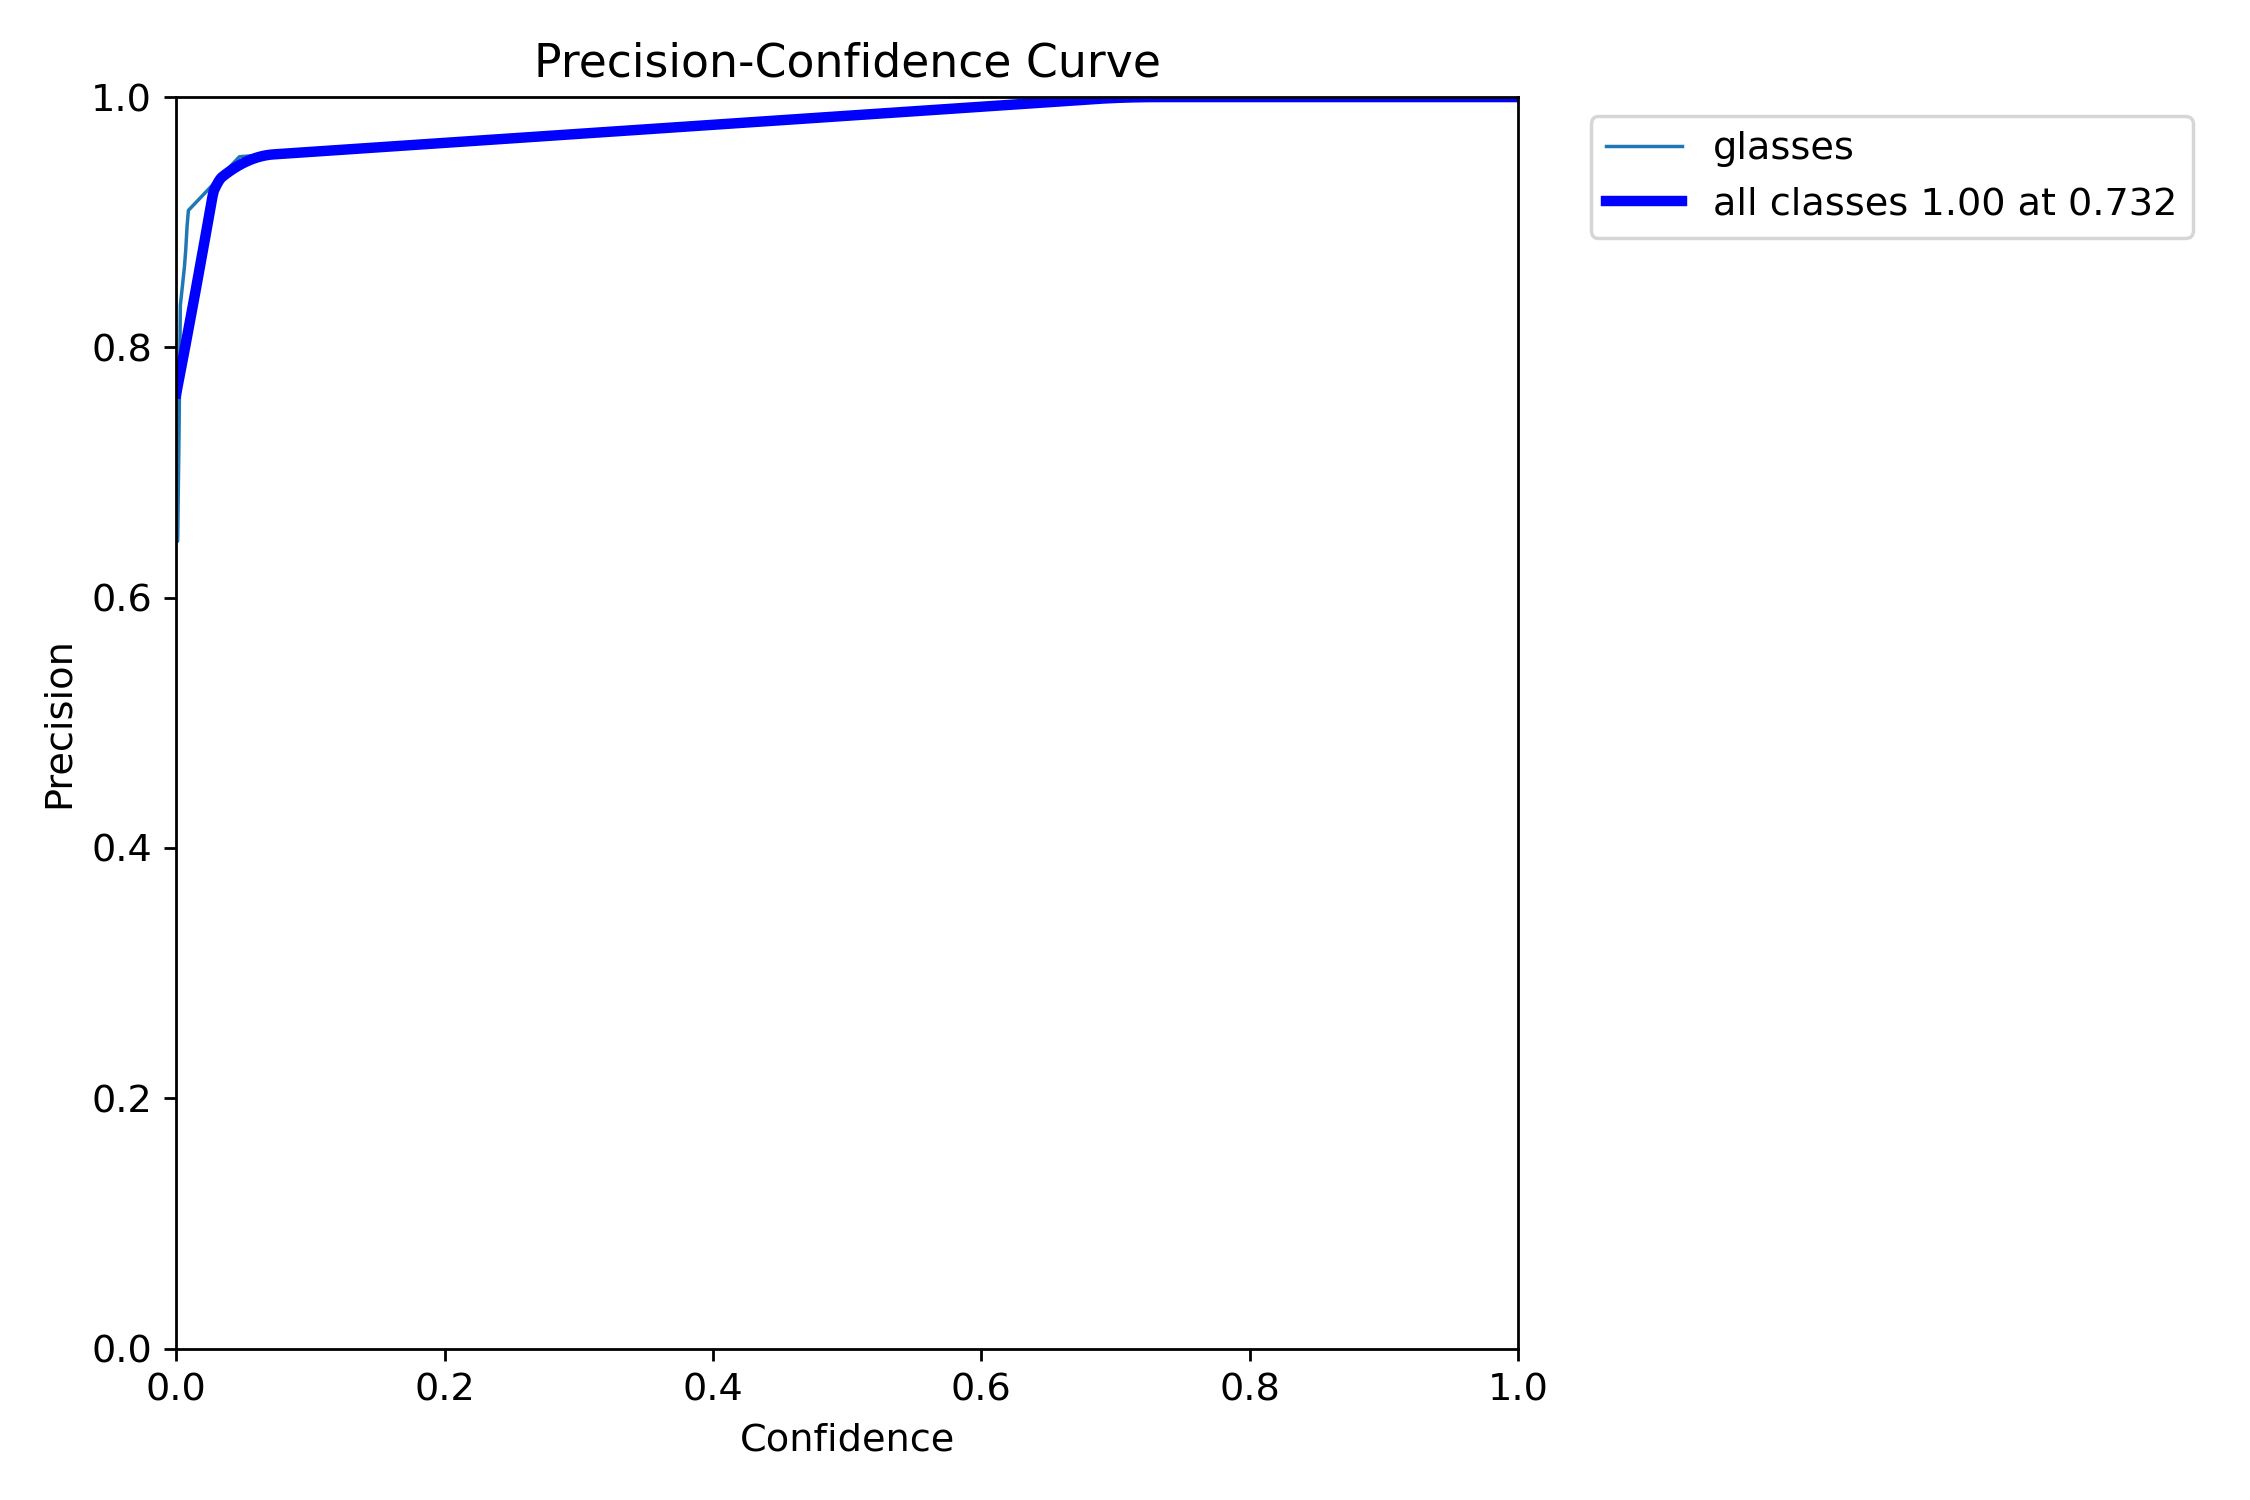 Precision-Confidence Curve
1.0
0.8
0.6
0.4
0.2
0.0
Precision
0.0 0.2 0.4 0.6 0.8 1.0
Confidence
glasses
all classes 1.00 at 0.732